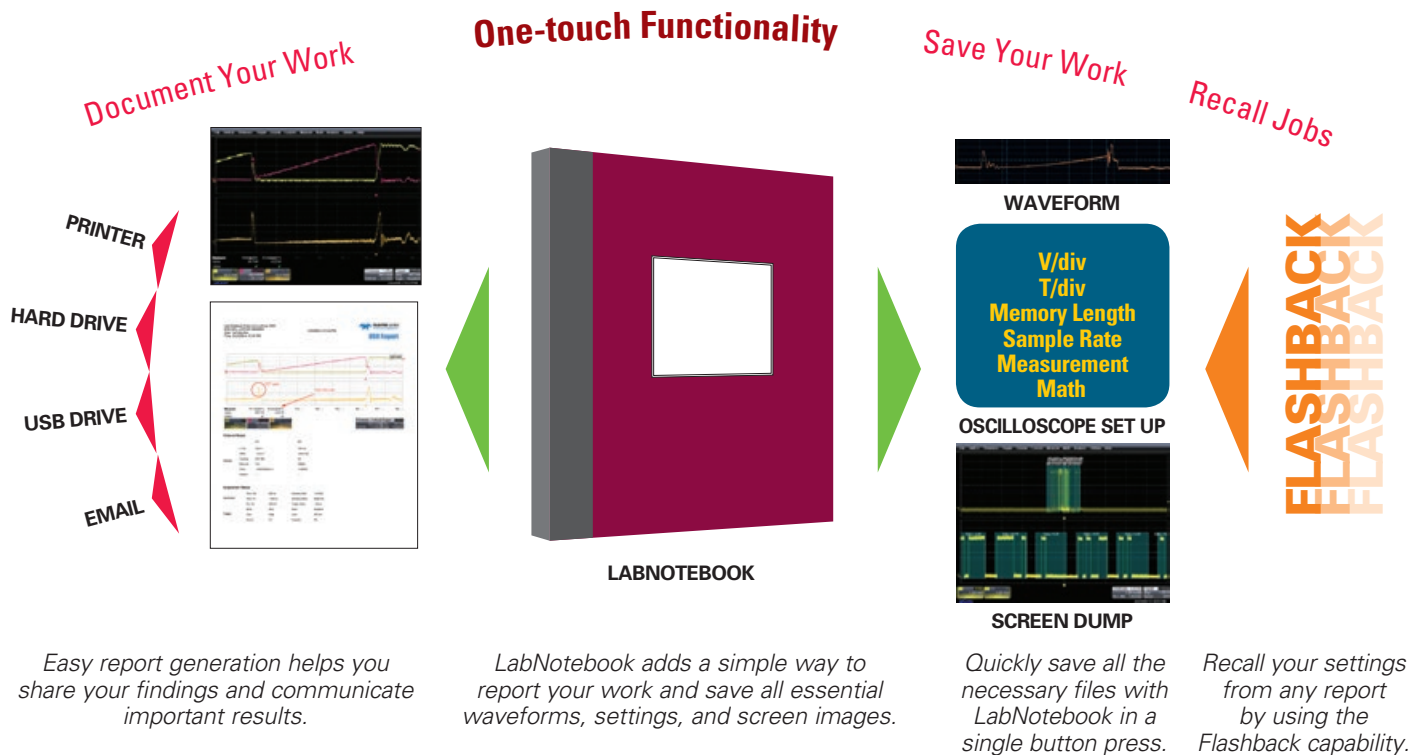 One-touch Functionality
Document Your Work
Save Your Work
Recall Jobs
PRINTER
HARD DRIVE
USB DRIVE
EMAIL
LABNOTEBOOK
WAVEFORM
V/div
T/div
Memory Length
Sample Rate
Measurement
Math
OSCILLOSCOPE SET UP
SCREEN DUMP
FLASHBACK
FLASHBACK
FLASHBACK
Easy report generation helps you
share your findings and communicate
important results.
LabNotebook adds a simple way to
report your work and save all essential
waveforms, settings, and screen images.
Quickly save all the
necessary files with
LabNotebook in a
single button press.
Recall your settings
from any report
by using the
Flashback capability.